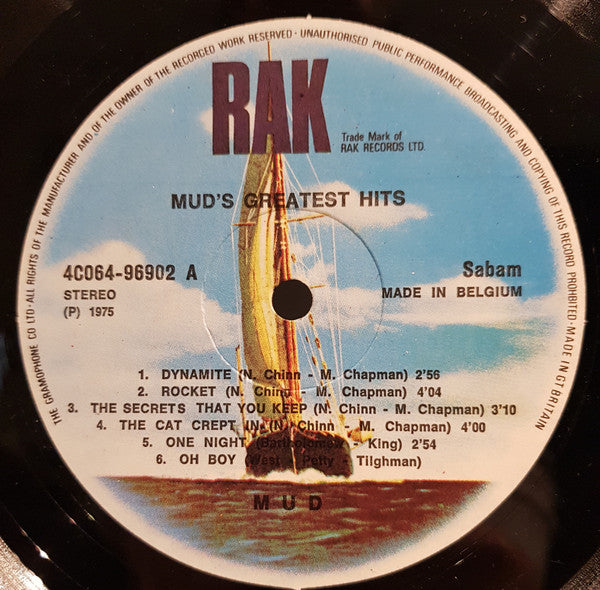 THE GRAMOPHONE CO LTD·ALL RIGHTS OF THE MANUFACTURER AND OF THE OWNER OF THE RECORDED WORK RESERVED · UNAUTHORISED PUBLIC PERFORMANCE BROADCASTING AND COPYING OF THIS RECORD PROHIBITED·MADE IN GT BRITAIN
RAK
Trade Mark of
RAK RECORDS LTD.
MUD'S GREATEST HITS
4C064-96902 A
Sabam
STEREO
MADE IN BELGIUM
(P) 1975
1. DYNAMITE (N. Chinn - M. Chapman) 2'56
2. ROCKET (N. Chinn - M. Chapman) 4'04
3. THE SECRETS THAT YOU KEEP (N. Chinn - M. Chapman) 3'10
4. THE CAT CREPT IN (N. Chinn - M. Chapman) 4'00
5. ONE NIGHT (Bartholomew - King) 2'54
6. OH BOY (West - Petty - Tilghman)
MUD